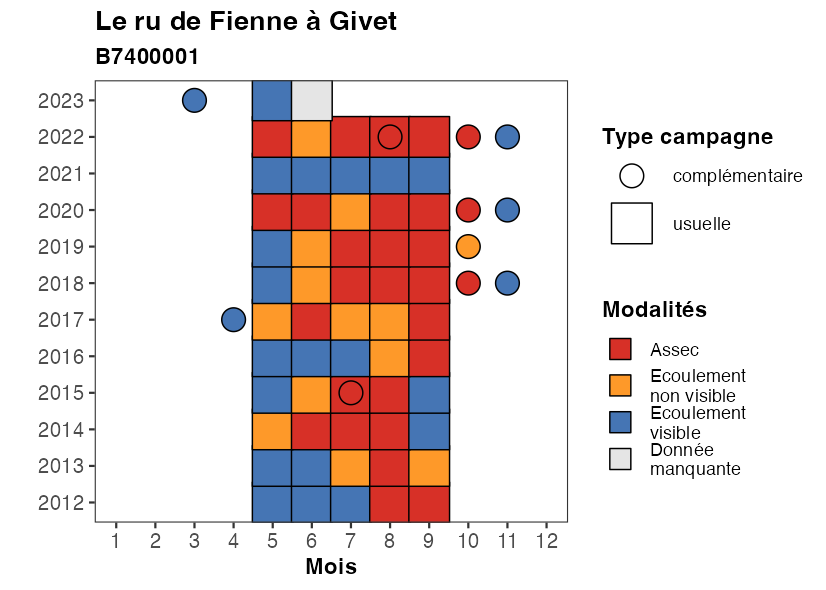 Le ru de Fienne à Givet
B7400001
2023
2022
2021
2020
2019
2018
2017
2016
2015
2014
2013
2012
1 2 3 4 5 6 7 8 9 10 11 12
Mois
Type campagne
complémentaire
usuelle
Modalités
Assec
Ecoulement
non visible
Ecoulement
visible
Donnée
manquante